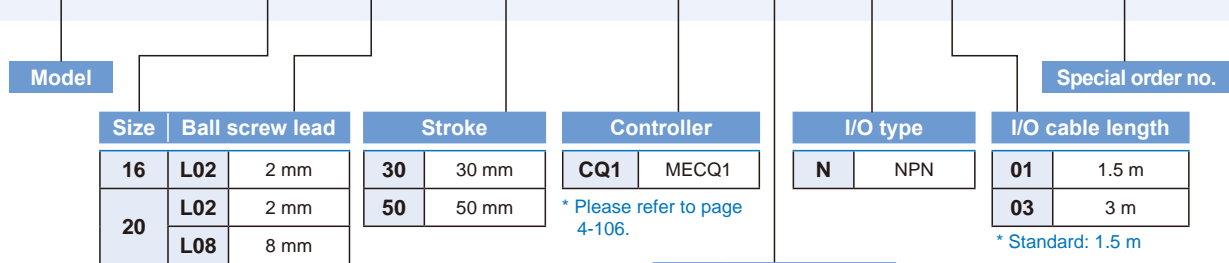 Model
Special order no.
Size Ball screw lead
16 L02 2 mm
20 L02 2 mm
L08 8 mm
Stroke
30 30 mm
50 50 mm
Controller
CQ1 MECQ1
* Please refer to page
4-106.
I/O type
N NPN
I/O cable length
01 1.5 m
03 3 m
* Standard: 1.5 m